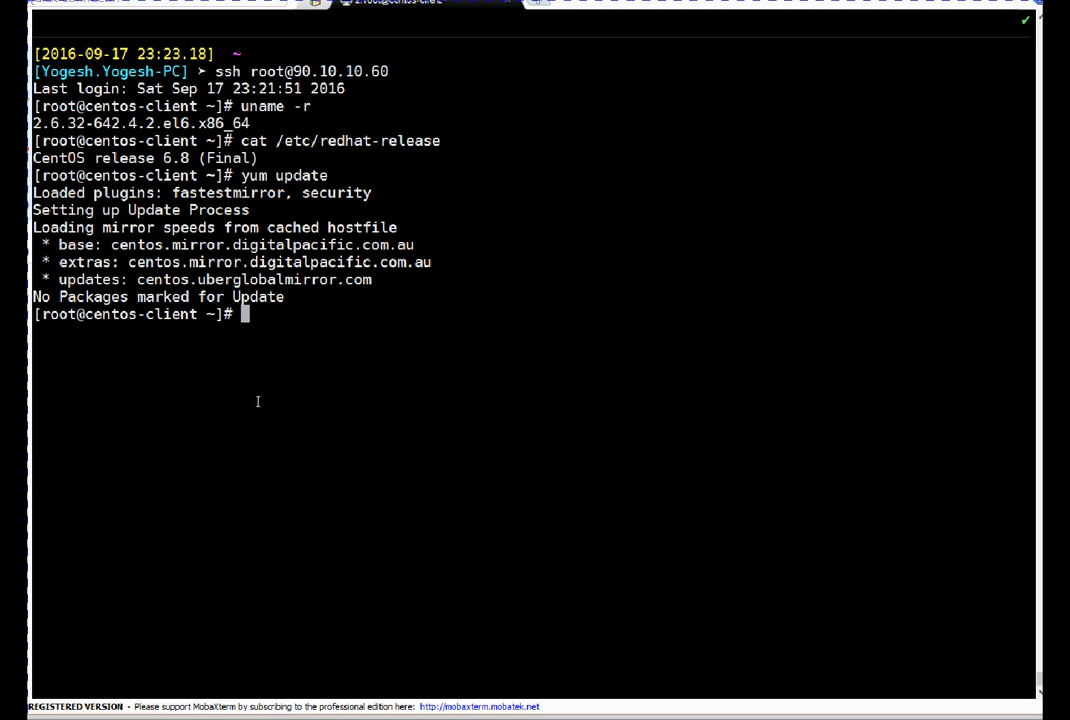 2. root@centos-client
[2016-09-17 23:23.18] ~
[Yogesh.Yogesh-PC] ➤ ssh root@90.10.10.60
Last login: Sat Sep 17 23:21:51 2016
[root@centos-client ~]# uname -r
2.6.32-642.4.2.el6.x86_64
[root@centos-client ~]# cat /etc/redhat-release
CentOS release 6.8 (Final)
[root@centos-client ~]# yum update
Loaded plugins: fastestmirror, security
Setting up Update Process
Loading mirror speeds from cached hostfile
* base: centos.mirror.digitalpacific.com.au
* extras: centos.mirror.digitalpacific.com.au
* updates: centos.uberglobalmirror.com
No Packages marked for Update
[root@centos-client ~]#
REGISTERED VERSION - Please support MobaXterm by subscribing to the professional edition here: http://mobaxterm.mobatek.net